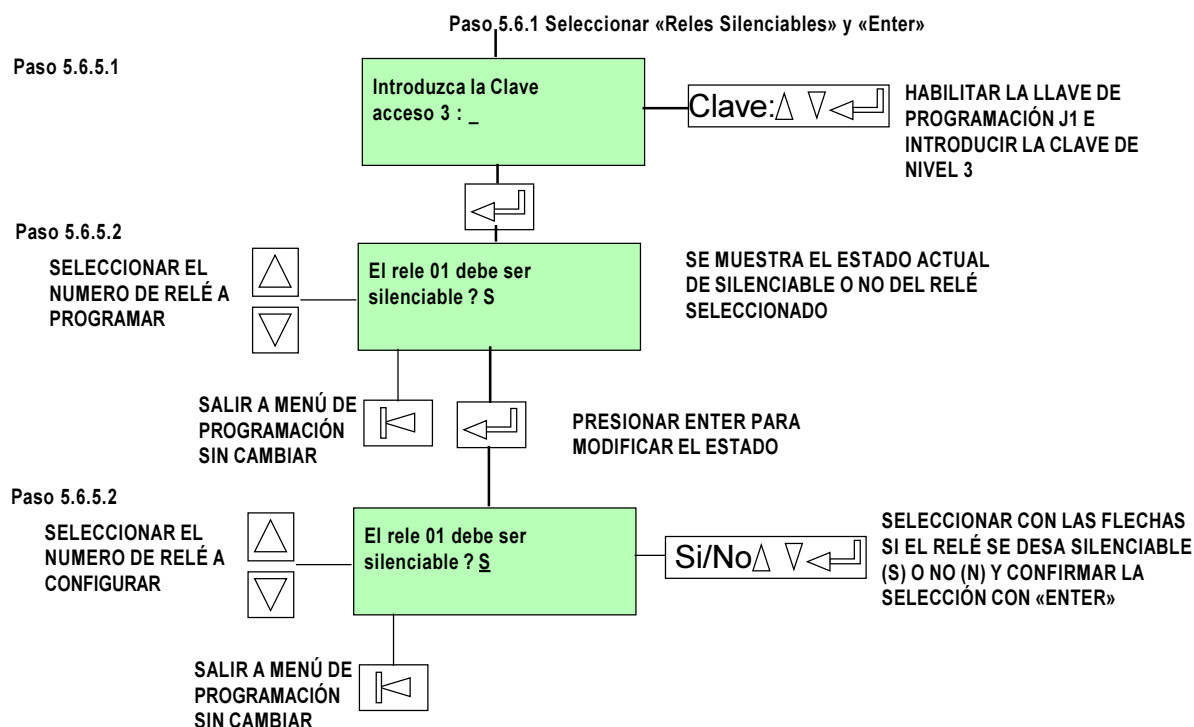 Paso 5.6.1 Seleccionar «Reles Silenciables» y «Enter»
Paso 5.6.5.1
Introduzca la Clave
acceso 3 : _
Clave:
HABILITAR LA LLAVE DE
PROGRAMACIÓN J1 E
INTRODUCIR LA CLAVE DE
NIVEL 3
Paso 5.6.5.2
SELECCIONAR EL
NUMERO DE RELÉ A
PROGRAMAR
El rele 01 debe ser
silenciable ? S
SE MUESTRA EL ESTADO ACTUAL
DE SILENCIABLE O NO DEL RELÉ
SELECCIONADO
SALIR A MENÚ DE
PROGRAMACIÓN
SIN CAMBIAR
PRESIONAR ENTER PARA
MODIFICAR EL ESTADO
Paso 5.6.5.2
SELECCIONAR EL
NUMERO DE RELÉ A
CONFIGURAR
El rele 01 debe ser
silenciable ? S
Si/No
SELECCIONAR CON LAS FLECHAS
SI EL RELÉ SE DESA SILENCIABLE
(S) O NO (N) Y CONFIRMAR LA
SELECCIÓN CON «ENTER»
SALIR A MENÚ DE
PROGRAMACIÓN
SIN CAMBIAR